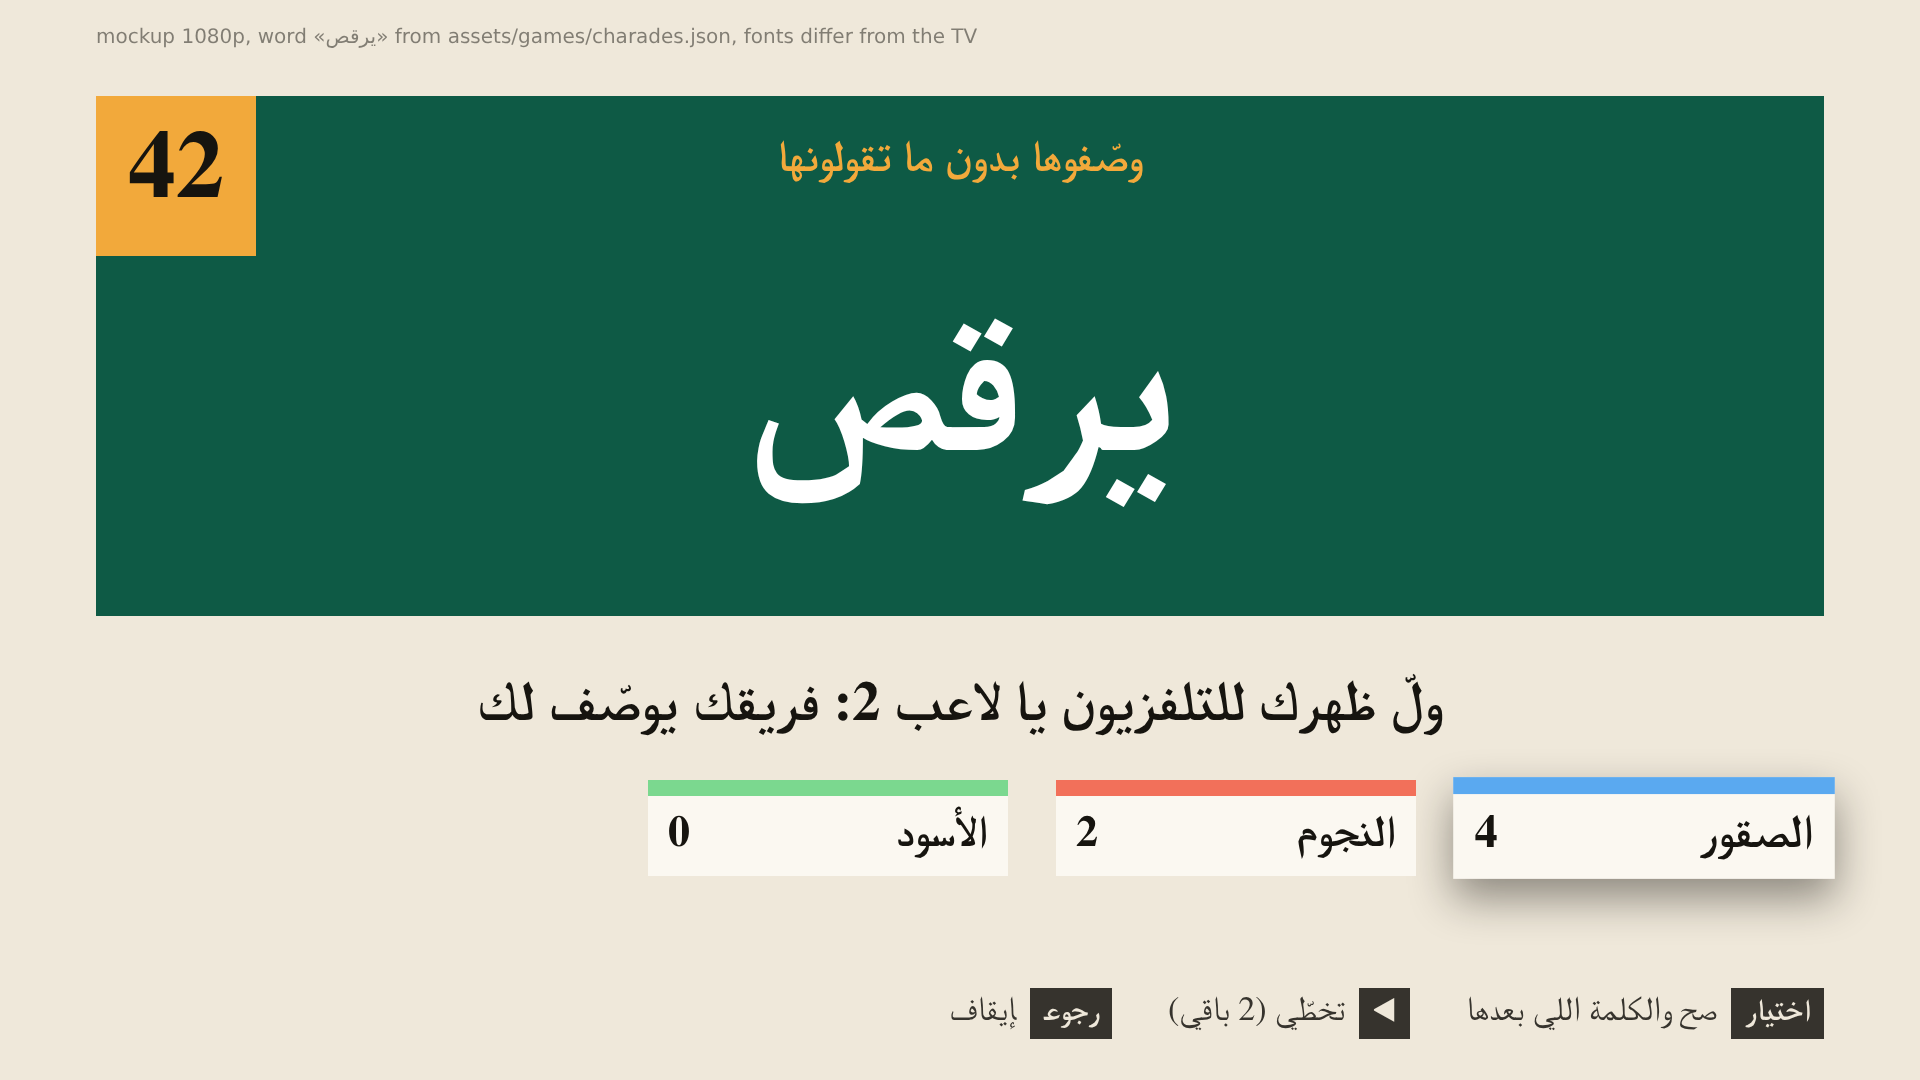 mockup 1080p, word «يرقص» from assets/games/charades.json, fonts differ from the TV
42
وصّفوها بدون ما تقولونها
يرقص
ولّ ظهرك للتلفزيون يا لاعب 2: فريقك يوصّف لك
الصقور 4
النجوم 2
الأسود 0
اختيار صح والكلمة اللي بعدها
◀ تخطّي (2 باقي)
رجوع إيقاف